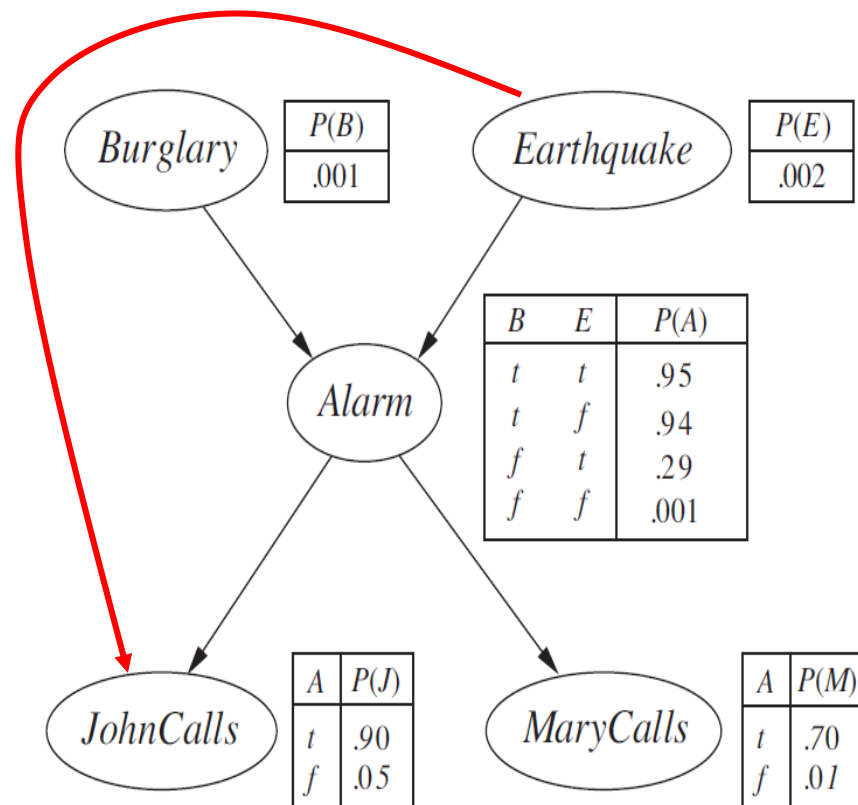 Burglary
P(B)
.001
Earthquake
P(E)
.002
Alarm
B E P(A)
t t .95
t f .94
f t .29
f f .001
JohnCalls
A P(J)
t .90
f .05
MaryCalls
A P(M)
t .70
f .01